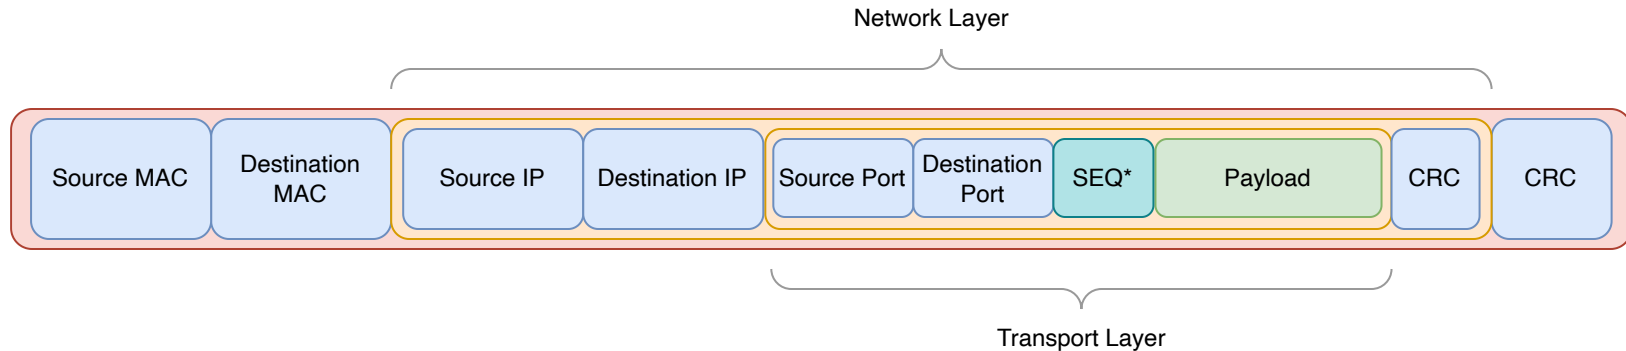 Network Layer
Source MAC
Destination
MAC
Source IP
Destination IP
Source Port
Destination
Port
SEQ*
Payload
CRC
CRC
Transport Layer